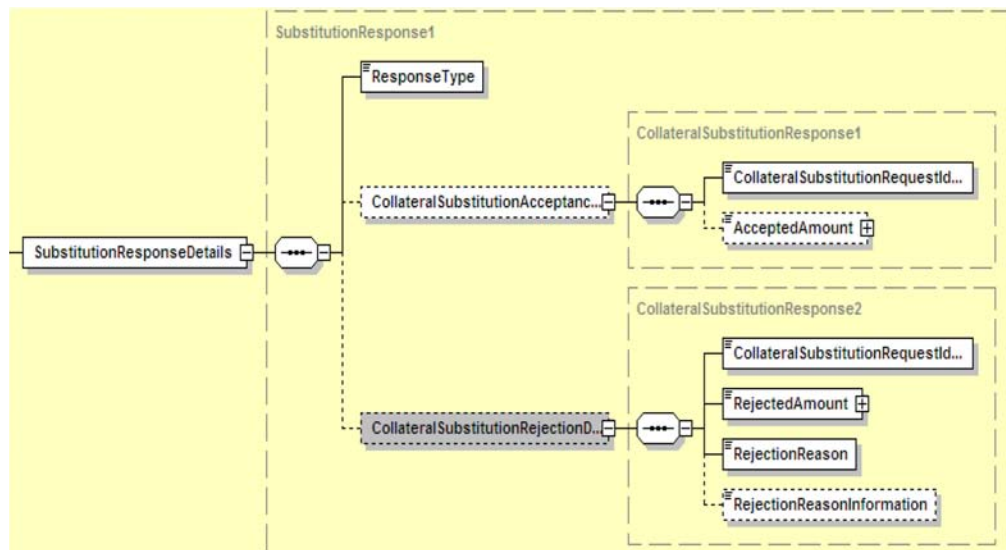 SubstitutionResponse1
ResponseType
CollateralSubstitutionResponse1
CollateralSubstitutionRequestId...
CollateralSubstitutionAcceptanc...
AcceptedAmount
SubstitutionResponseDetails
CollateralSubstitutionResponse2
CollateralSubstitutionRequestId...
RejectedAmount
CollateralSubstitutionRejectionD...
RejectionReason
RejectionReasonInformation